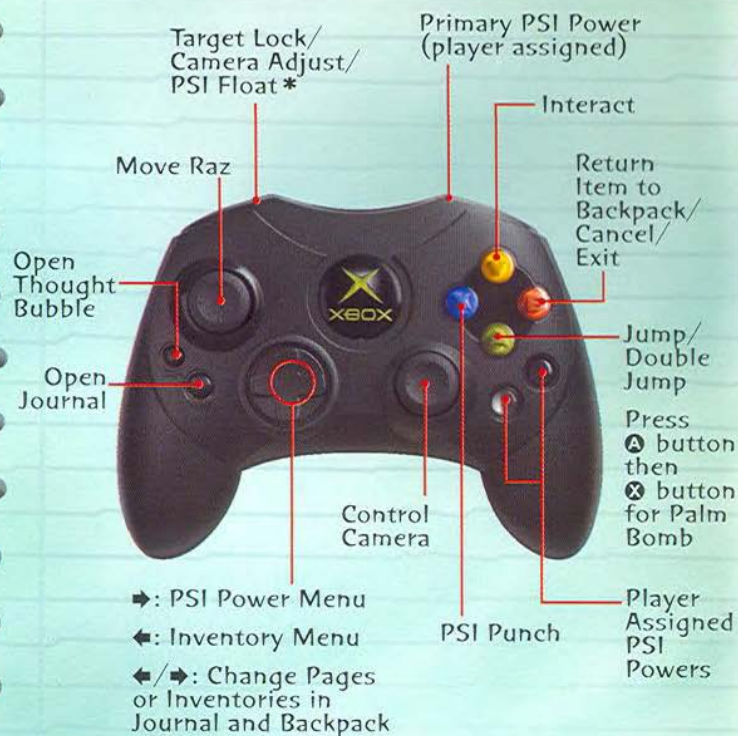 Primary PSI Power
(player assigned)
Target Lock/
Camera Adjust/
PSI Float*
Interact
Move Raz
Return
Item to
Backpack/
Cancel/
Exit
Open
Thought
Bubble
Y
X
B
A
XBOX
Jump/
Double
Jump
Open
Journal
Press
A button
then
X button
for Palm
Bomb
Control
Camera
➡: PSI Power Menu
⬅: Inventory Menu
⬅/➡: Change Pages
or Inventories in
Journal and Backpack
PSI Punch
Player
Assigned
PSI
Powers